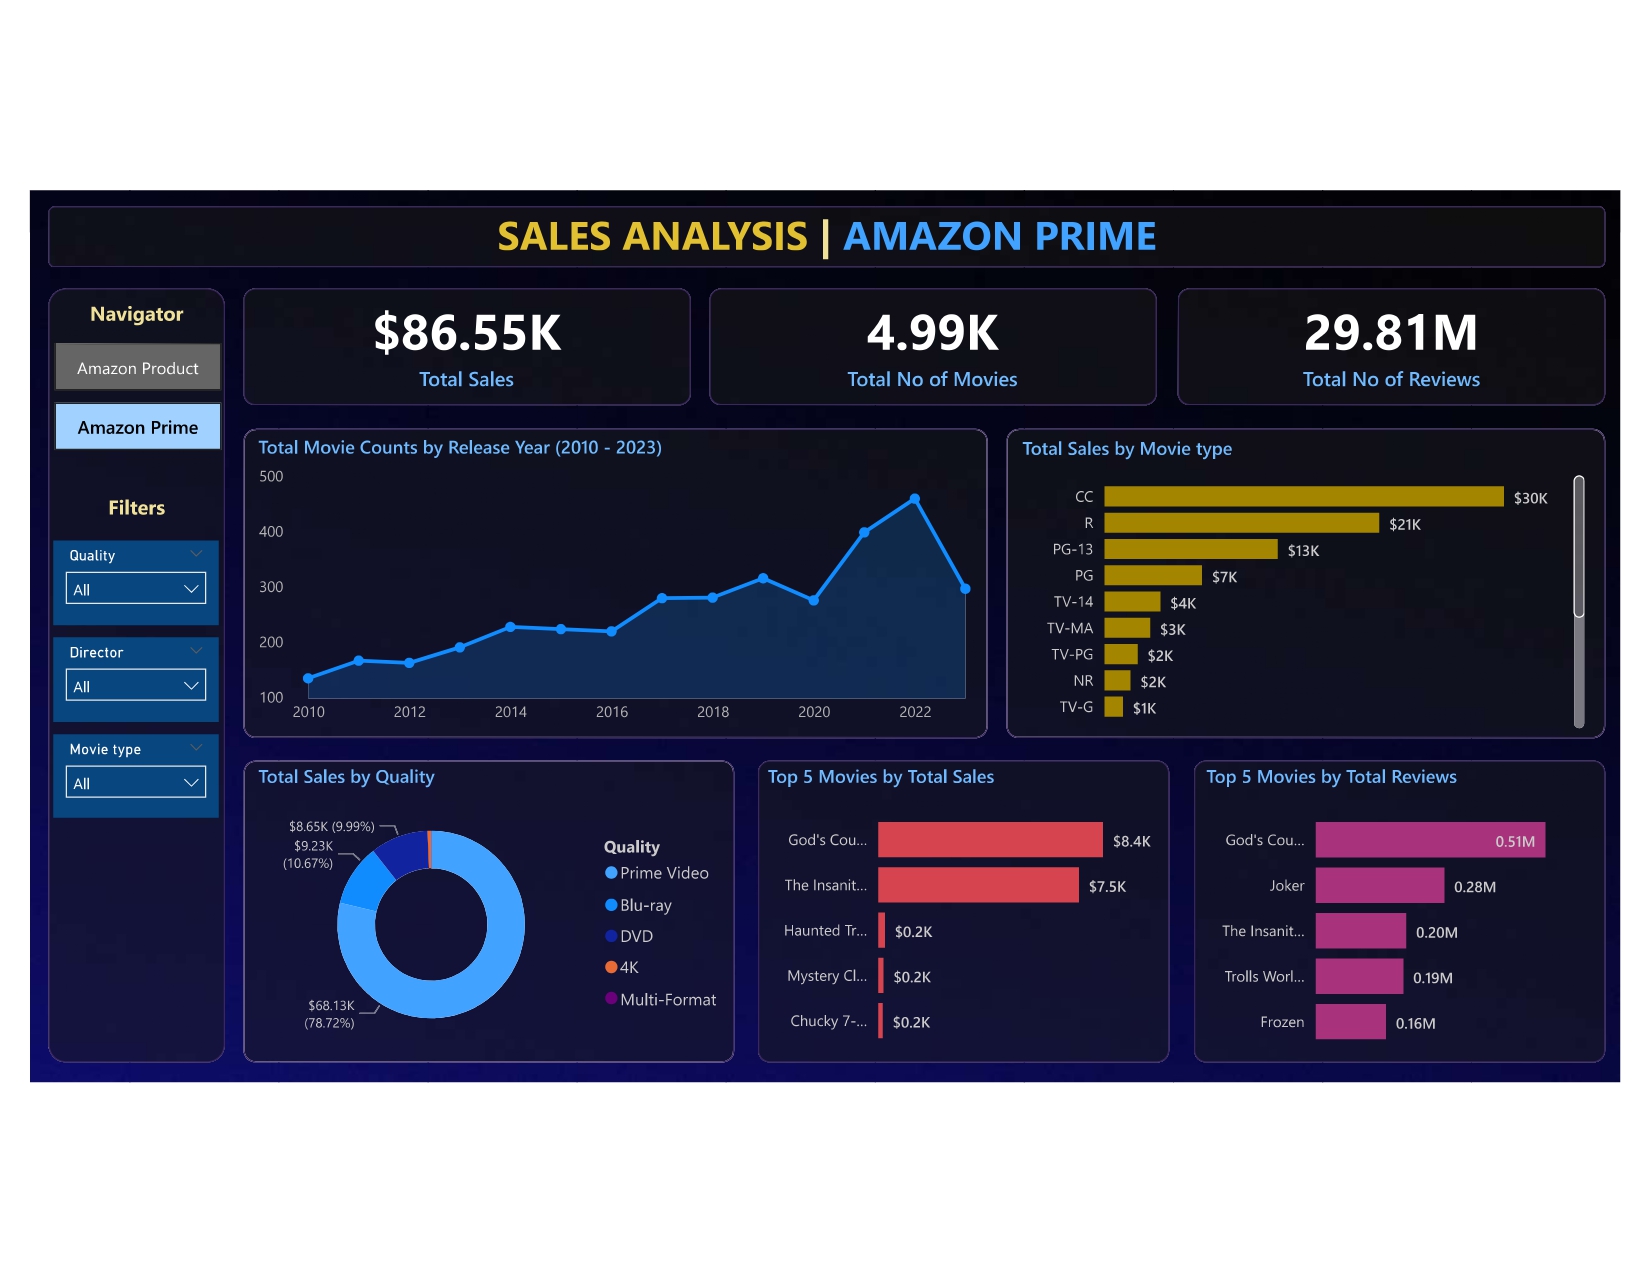 SALES ANALYSIS | AMAZON PRIME
Navigator
Amazon Product
Amazon Prime
Filters
Quality
All
Director
All
Movie type
All
$86.55K
Total Sales
4.99K
Total No of Movies
29.81M
Total No of Reviews
Total Movie Counts by Release Year (2010 - 2023)
500
400
300
200
100
2010 2012 2014 2016 2018 2020 2022
Total Sales by Movie type
CC $30K
R $21K
PG-13 $13K
PG $7K
TV-14 $4K
TV-MA $3K
TV-PG $2K
NR $2K
TV-G $1K
Total Sales by Quality
$8.65K (9.99%)
$9.23K
(10.67%)
$68.13K
(78.72%)
Quality
Prime Video
Blu-ray
DVD
4K
Multi-Format
Top 5 Movies by Total Sales
God's Cou... $8.4K
The Insanit... $7.5K
Haunted Tr... $0.2K
Mystery Cl... $0.2K
Chucky 7-... $0.2K
Top 5 Movies by Total Reviews
God's Cou... 0.51M
Joker 0.28M
The Insanit... 0.20M
Trolls Worl... 0.19M
Frozen 0.16M